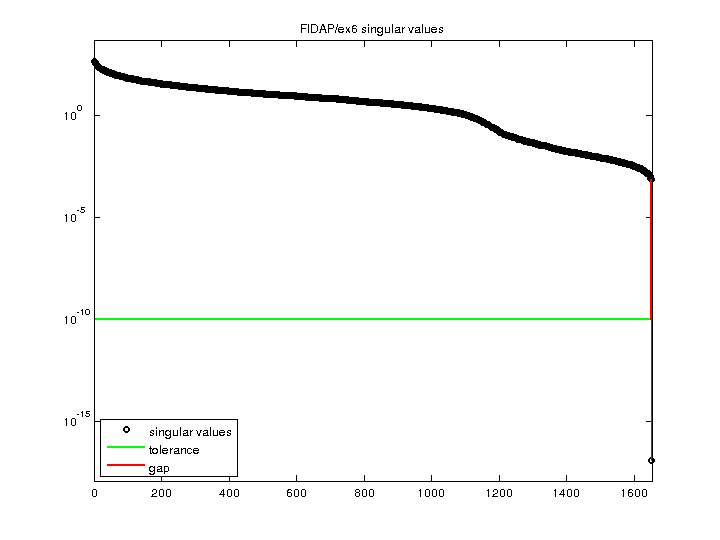 FIDAP/ex6 singular values
10^0
10^-5
10^-10
10^-15
singular values
tolerance
gap
0 200 400 600 800 1000 1200 1400 1600